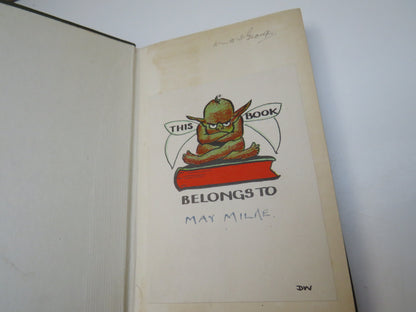 THIS BOOK
BELONGS TO
MAY MILNE.
DW